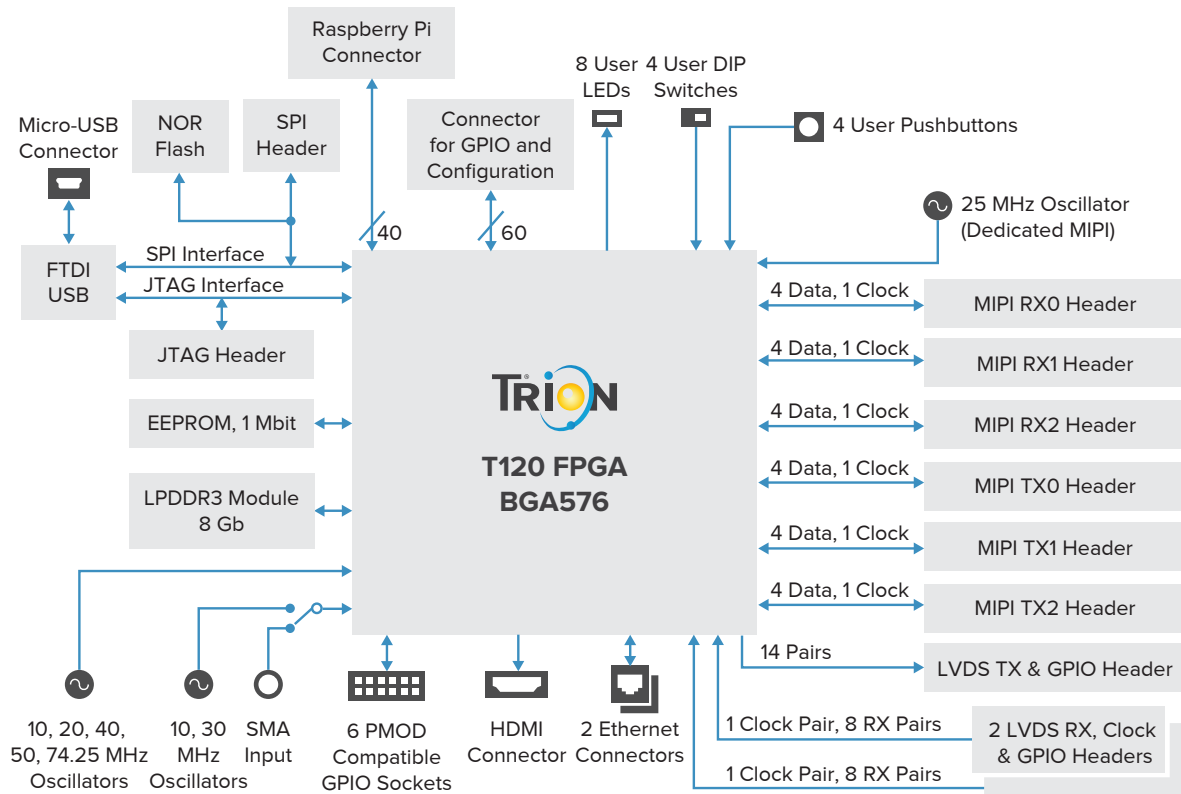 Raspberry Pi
Connector
8 User
LEDs
4 User DIP
Switches
Micro-USB
Connector
NOR
Flash
SPI
Header
Connector
for GPIO and
Configuration
4 User Pushbuttons
40
60
25 MHz Oscillator
(Dedicated MIPI)
FTDI
USB
SPI Interface
JTAG Interface
JTAG Header
EEPROM, 1 Mbit
LPDDR3 Module
8 Gb
TRION®
T120 FPGA
BGA576
4 Data, 1 Clock
MIPI RX0 Header
4 Data, 1 Clock
MIPI RX1 Header
4 Data, 1 Clock
MIPI RX2 Header
4 Data, 1 Clock
MIPI TX0 Header
4 Data, 1 Clock
MIPI TX1 Header
4 Data, 1 Clock
MIPI TX2 Header
14 Pairs
LVDS TX & GPIO Header
1 Clock Pair, 8 RX Pairs
2 LVDS RX, Clock
& GPIO Headers
1 Clock Pair, 8 RX Pairs
10, 20, 40,
50, 74.25 MHz
Oscillators
10, 30
MHz
Oscillators
SMA
Input
6 PMOD
Compatible
GPIO Sockets
HDMI
Connector
2 Ethernet
Connectors